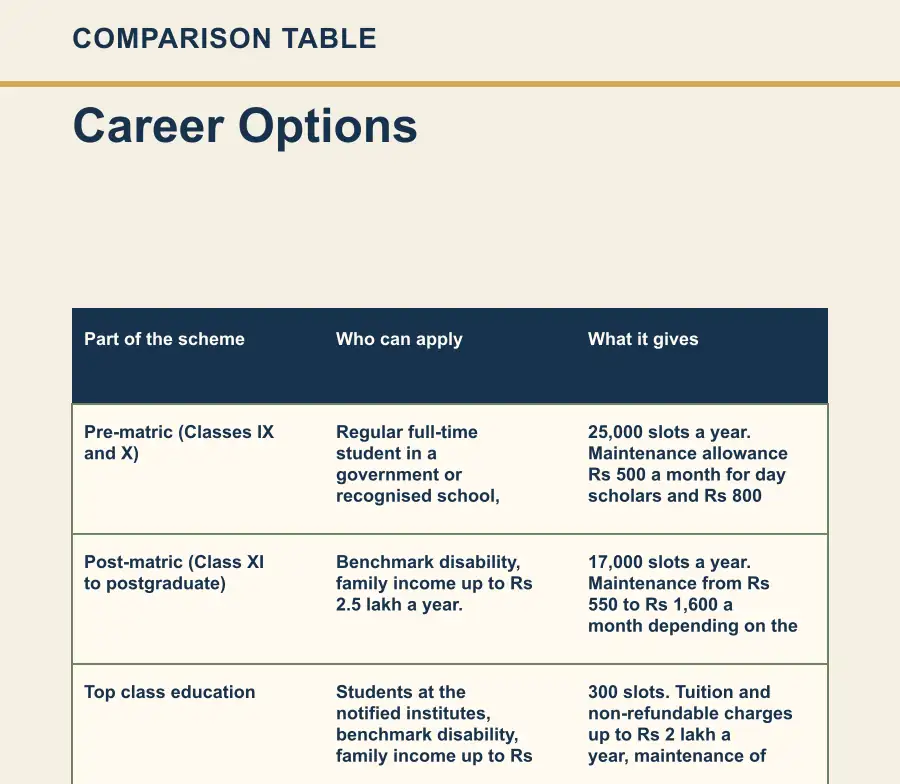 COMPARISON TABLE
Career Options
Part of the scheme
Who can apply
What it gives
Pre-matric (Classes IX
and X)
Regular full-time
student in a
government or
recognised school,
25,000 slots a year.
Maintenance allowance
Rs 500 a month for day
scholars and Rs 800
Post-matric (Class XI
to postgraduate)
Benchmark disability,
family income up to Rs
2.5 lakh a year.
17,000 slots a year.
Maintenance from Rs
550 to Rs 1,600 a
month depending on the
Top class education
Students at the
notified institutes,
benchmark disability,
family income up to Rs
300 slots. Tuition and
non-refundable charges
up to Rs 2 lakh a
year, maintenance of